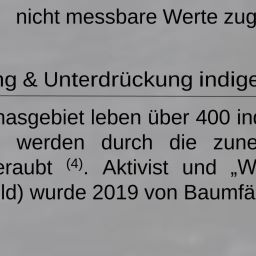 nicht messbare Werte zug
ng & Unterdrückung indige
nasgebiet leben über 400 ind
werden durch die zune
eraubt (4). Aktivist und „W
ld) wurde 2019 von Baumfä